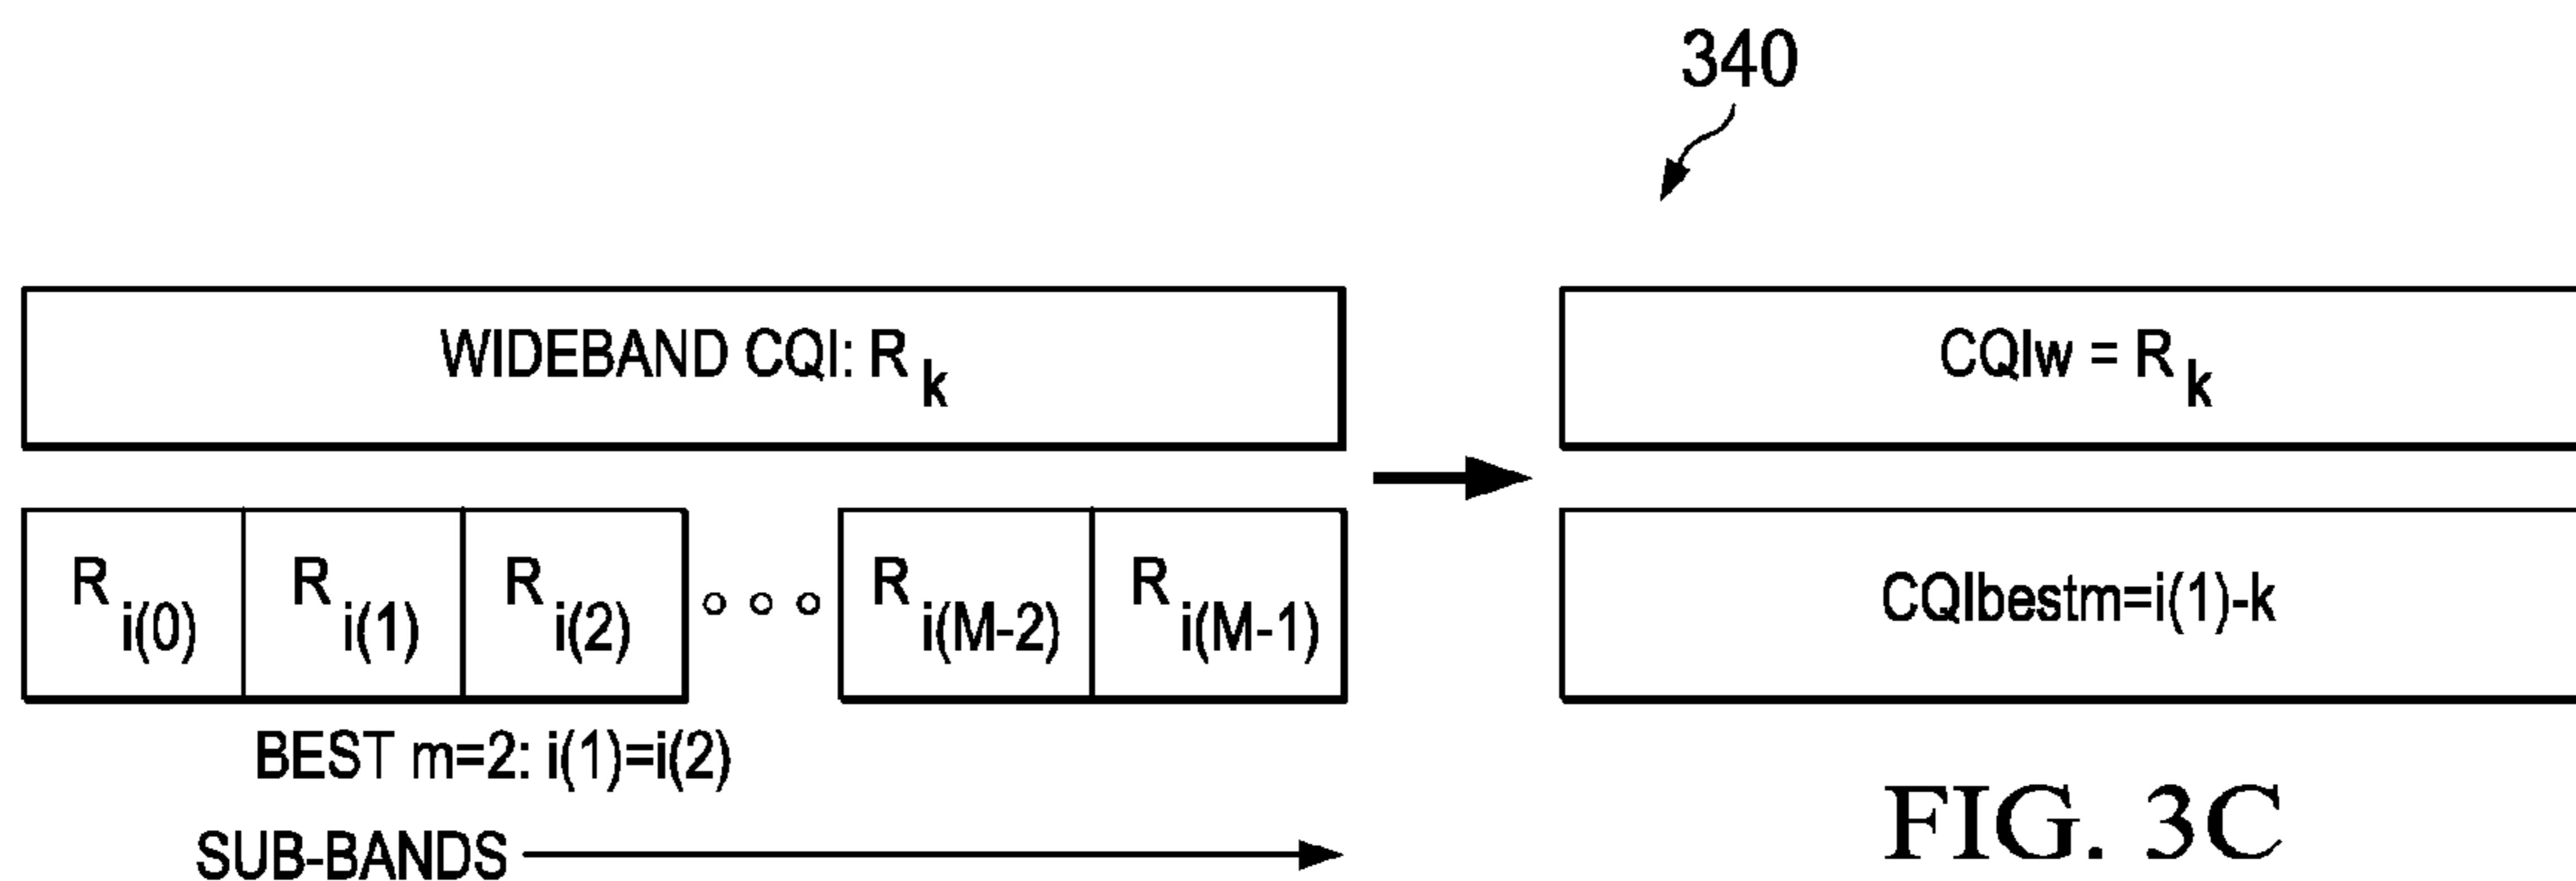 340
WIDEBAND CQI: R k
CQIw = R k
R i(0) R i(1) R i(2) R i(M-2) R i(M-1)
CQIbestm=i(1)-k
BEST m=2: i(1)=i(2)
SUB-BANDS
FIG. 3C